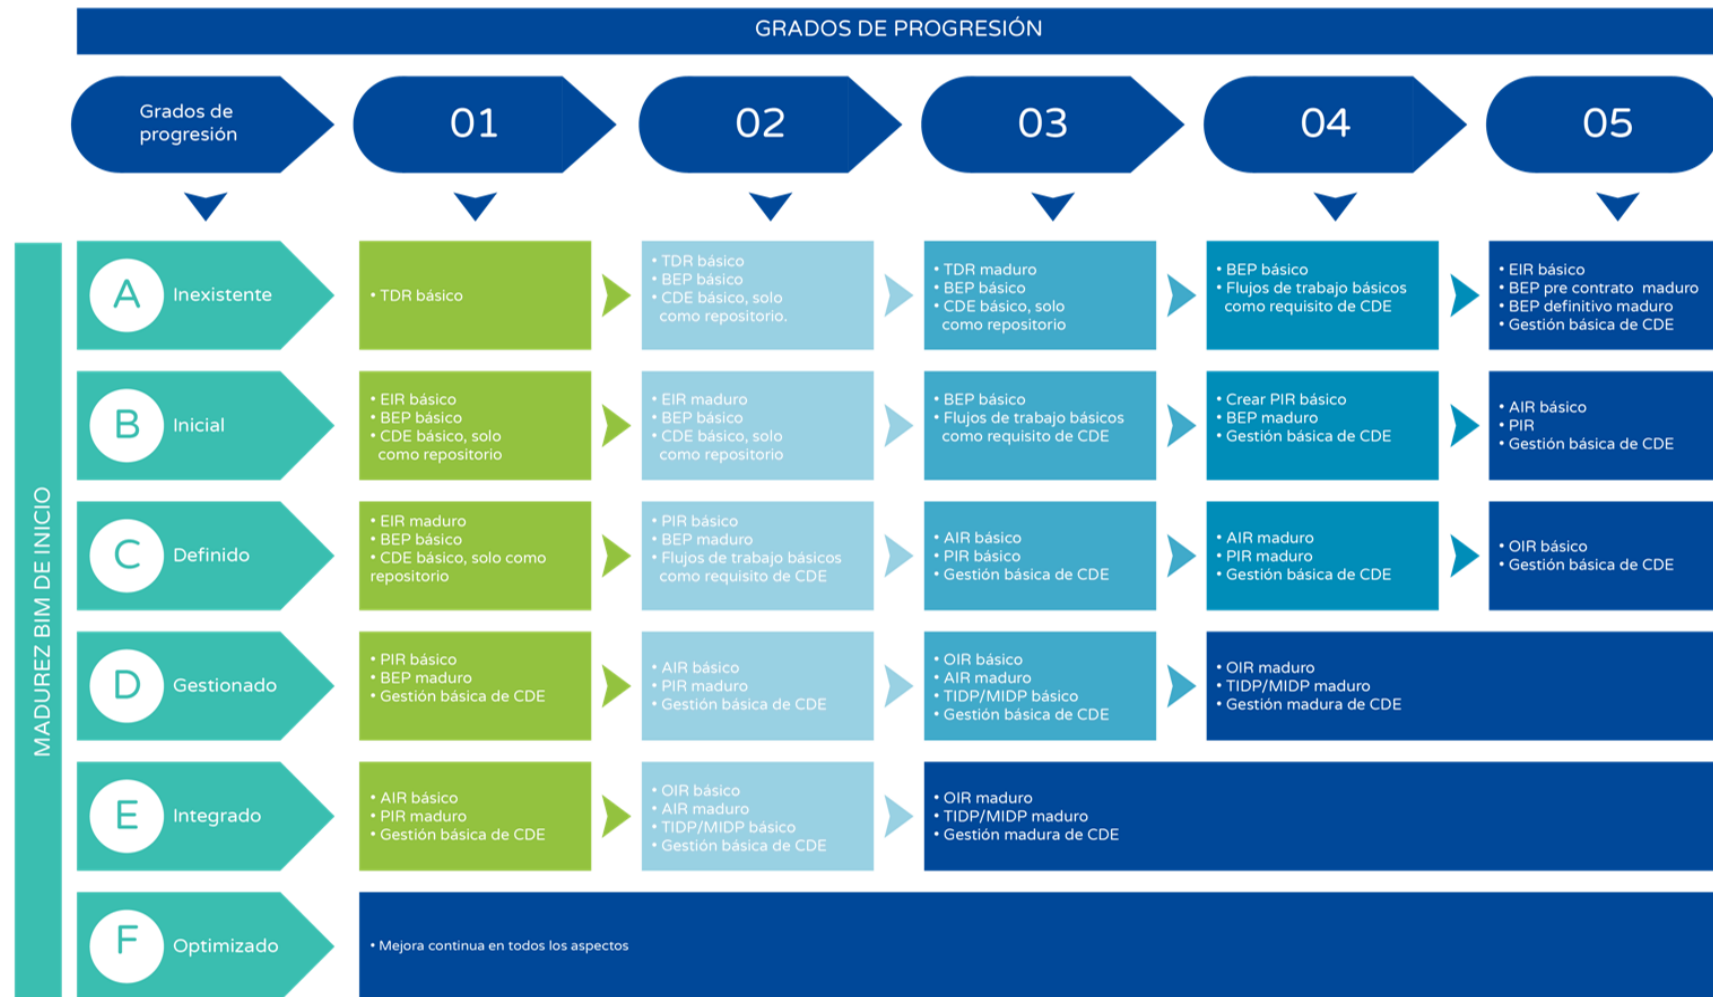 GRADOS DE PROGRESIÓN
Grados de
progresión
01
02
03
04
05
MADUREZ BIM DE INICIO
A
Inexistente
• TDR básico
• TDR básico
• BEP básico
• CDE básico, solo
como repositorio.
• TDR maduro
• BEP básico
• CDE básico, solo
como repositorio
• BEP básico
• Flujos de trabajo básicos
como requisito de CDE
• EIR básico
• BEP pre contrato maduro
• BEP definitivo maduro
• Gestión básica de CDE
B
Inicial
• EIR básico
• BEP básico
• CDE básico, solo
como repositorio
• EIR maduro
• BEP básico
• CDE básico, solo
como repositorio
• BEP básico
• Flujos de trabajo básicos
como requisito de CDE
• Crear PIR básico
• BEP maduro
• Gestión básica de CDE
• AIR básico
• PIR
• Gestión básica de CDE
C
Definido
• EIR maduro
• BEP básico
• CDE básico, solo como
repositorio
• PIR básico
• BEP maduro
• Flujos de trabajo básicos
como requisito de CDE
• AIR básico
• PIR básico
• Gestión básica de CDE
• AIR maduro
• PIR maduro
• Gestión básica de CDE
• OIR básico
• Gestión básica de CDE
D
Gestionado
• PIR básico
• BEP maduro
• Gestión básica de CDE
• AIR básico
• PIR maduro
• Gestión básica de CDE
• OIR básico
• AIR maduro
• TIDP/MIDP básico
• Gestión básica de CDE
• OIR maduro
• TIDP/MIDP maduro
• Gestión madura de CDE
E
Integrado
• AIR básico
• PIR maduro
• Gestión básica de CDE
• OIR básico
• AIR maduro
• TIDP/MIDP básico
• Gestión básica de CDE
• OIR maduro
• TIDP/MIDP maduro
• Gestión madura de CDE
F
Optimizado
• Mejora continua en todos los aspectos